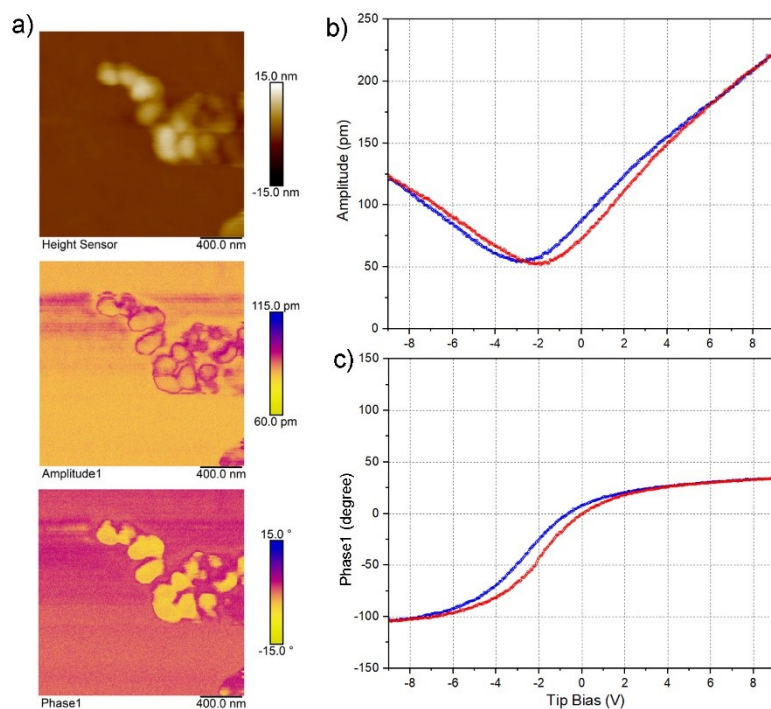 a)
15.0 nm
-15.0 nm
Height Sensor
400.0 nm
115.0 pm
60.0 pm
Amplitude1
400.0 nm
15.0 °
-15.0 °
Phase1
400.0 nm
b)
250
200
150
100
50
0
Amplitude (pm)
-8 -6 -4 -2 0 2 4 6 8
c)
150
100
50
0
-50
-100
-150
Phase1 (degree)
-8 -6 -4 -2 0 2 4 6 8
Tip Bias (V)